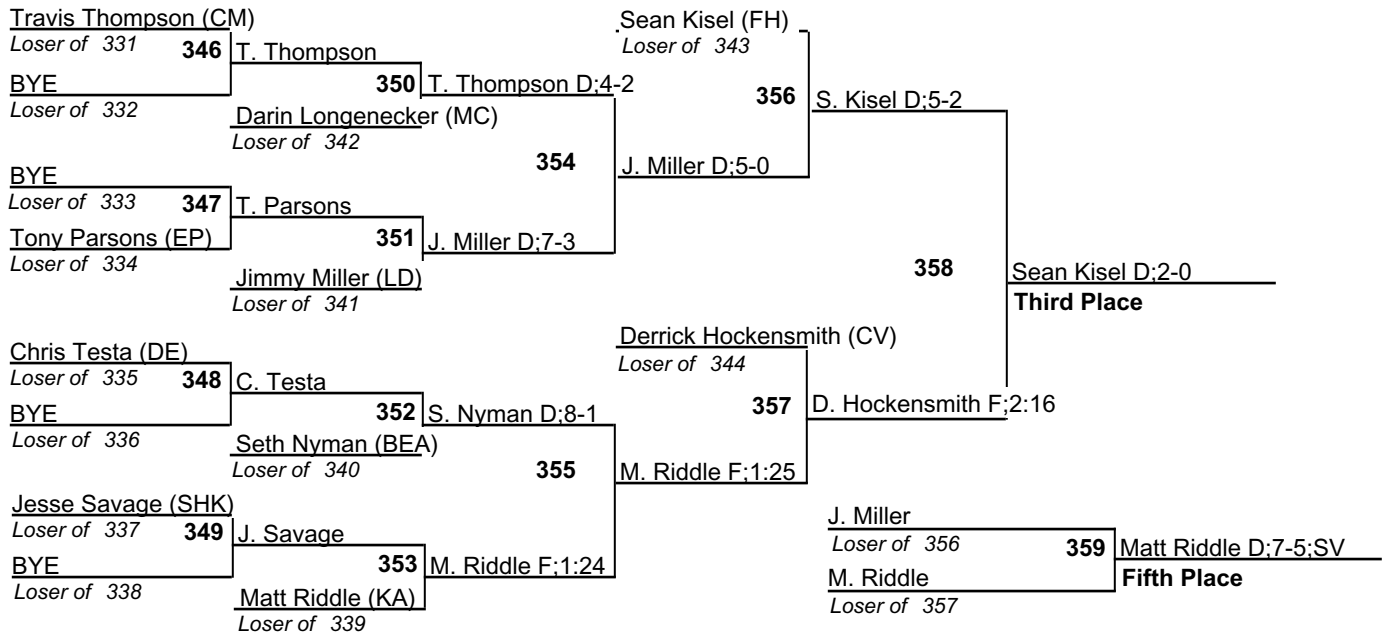 Travis Thompson (CM)
Loser of 331
346
T. Thompson
BYE
Loser of 332
350
T. Thompson D;4-2
Darin Longenecker (MC)
Loser of 342
BYE
Loser of 333
347
T. Parsons
Tony Parsons (EP)
Loser of 334
351
J. Miller D;7-3
Jimmy Miller (LD)
Loser of 341
354
J. Miller D;5-0
Sean Kisel (FH)
Loser of 343
356
S. Kisel D;5-2
Chris Testa (DE)
Loser of 335
348
C. Testa
BYE
Loser of 336
352
S. Nyman D;8-1
Seth Nyman (BEA)
Loser of 340
Jesse Savage (SHK)
Loser of 337
349
J. Savage
BYE
Loser of 338
353
M. Riddle F;1:24
Matt Riddle (KA)
Loser of 339
355
M. Riddle F;1:25
Derrick Hockensmith (CV)
Loser of 344
357
D. Hockensmith F;2:16
358
Sean Kisel D;2-0
Third Place
J. Miller
Loser of 356
359
Matt Riddle D;7-5;SV
M. Riddle
Loser of 357
Fifth Place